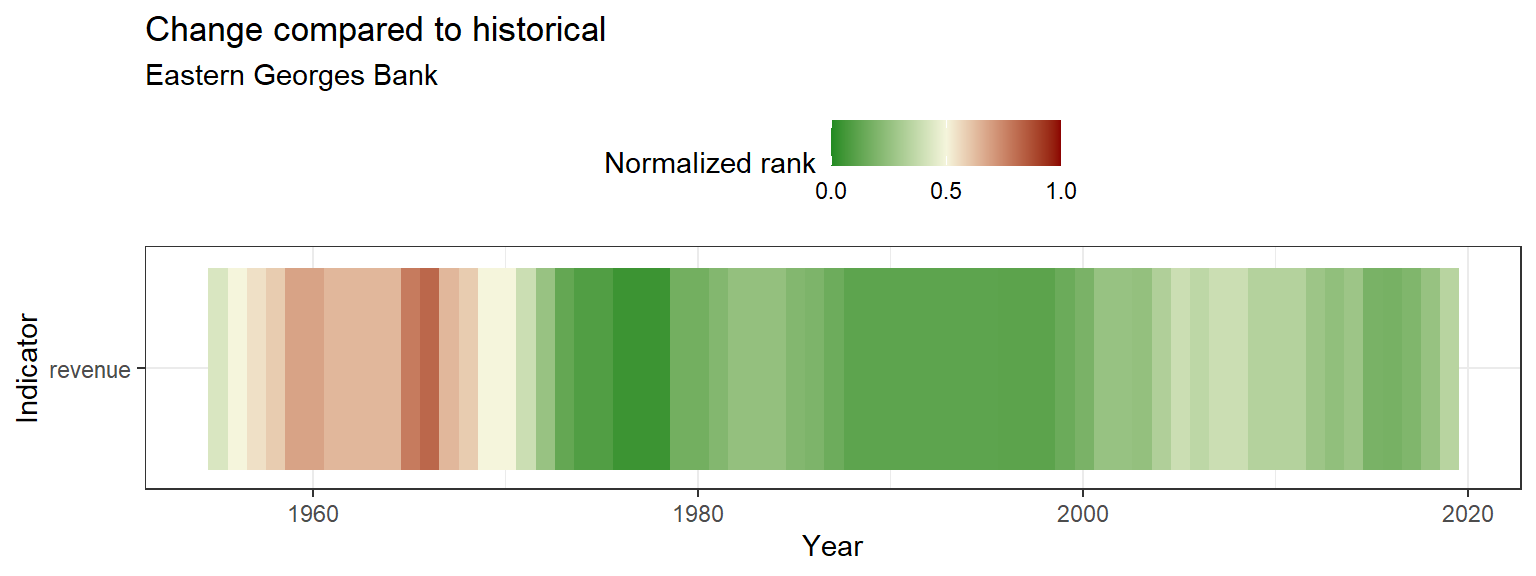 Change compared to historical
Eastern Georges Bank
Normalized rank
0.0 0.5 1.0
Indicator
revenue
1960 1980 2000 2020
Year